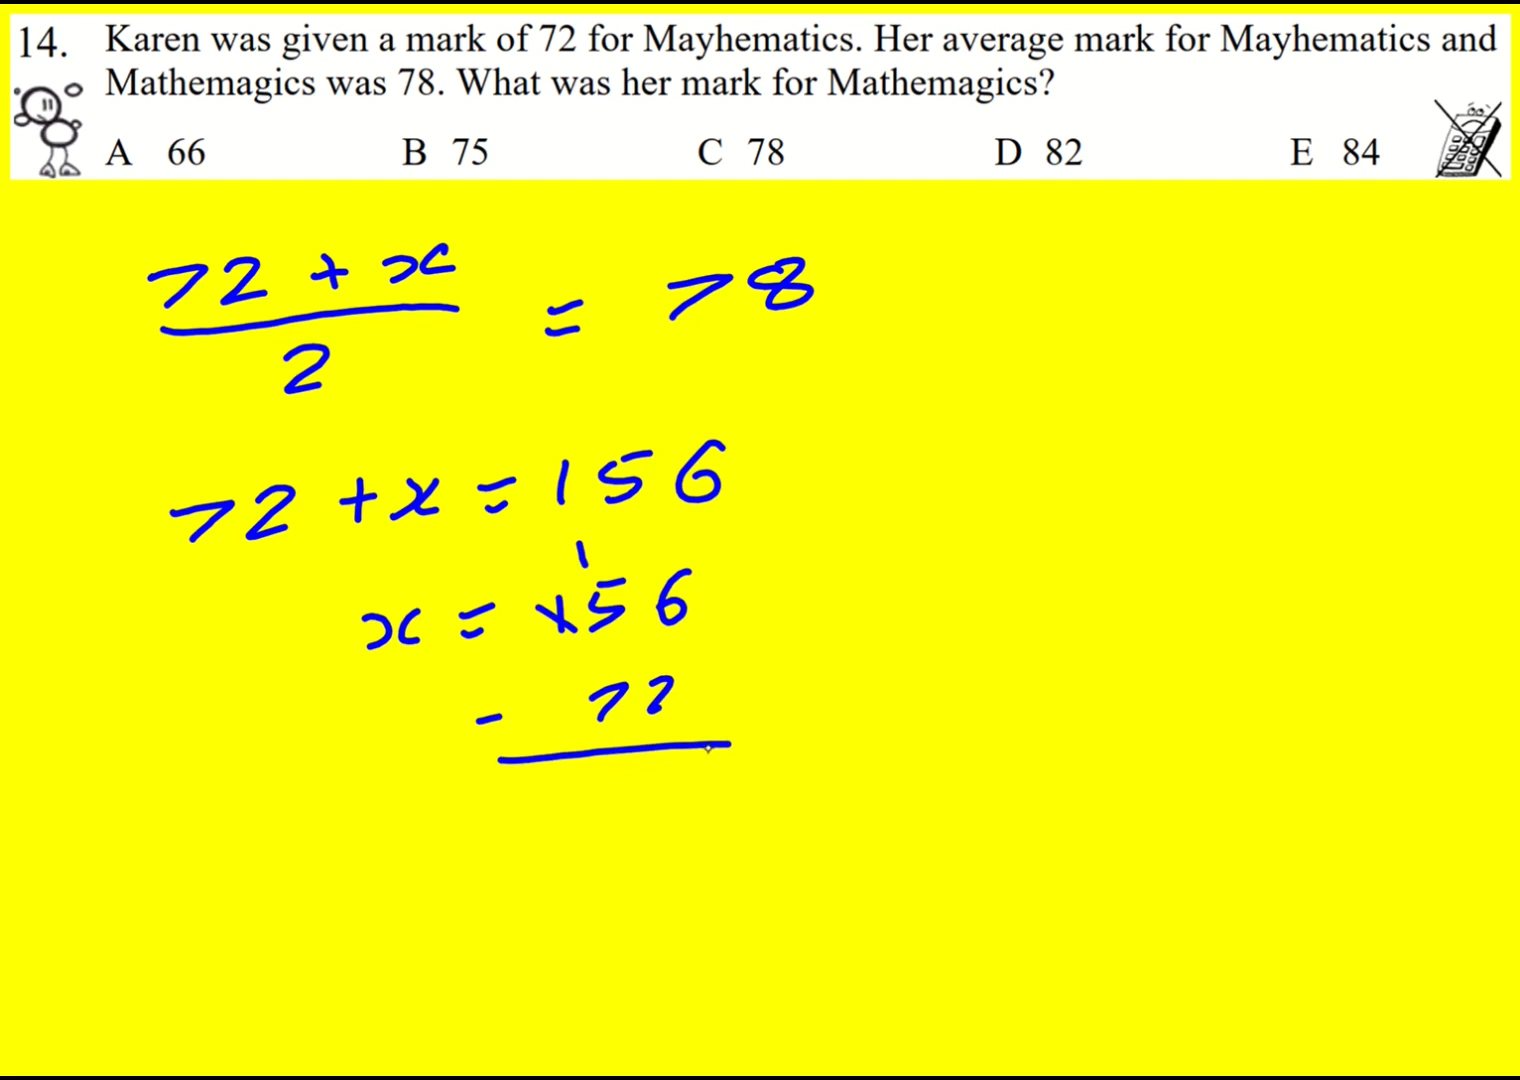 14. Karen was given a mark of 72 for Mayhematics. Her average mark for Mayhematics and
Mathemagics was 78. What was her mark for Mathemagics?
A 66 B 75 C 78 D 82 E 84
72 + x
= 78
2
72 + x = 156
1
x = 156
- 72